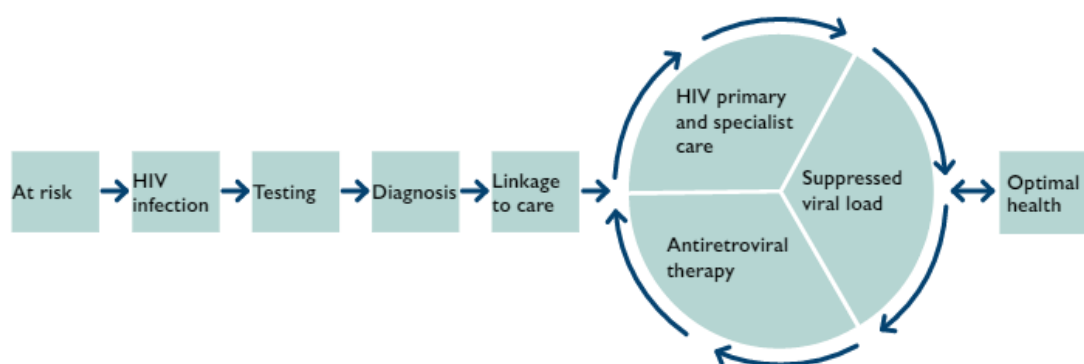 At risk
HIV
infection
Testing
Diagnosis
Linkage
to care
HIV primary
and specialist
care
Suppressed
viral load
Antiretroviral
therapy
Optimal
health